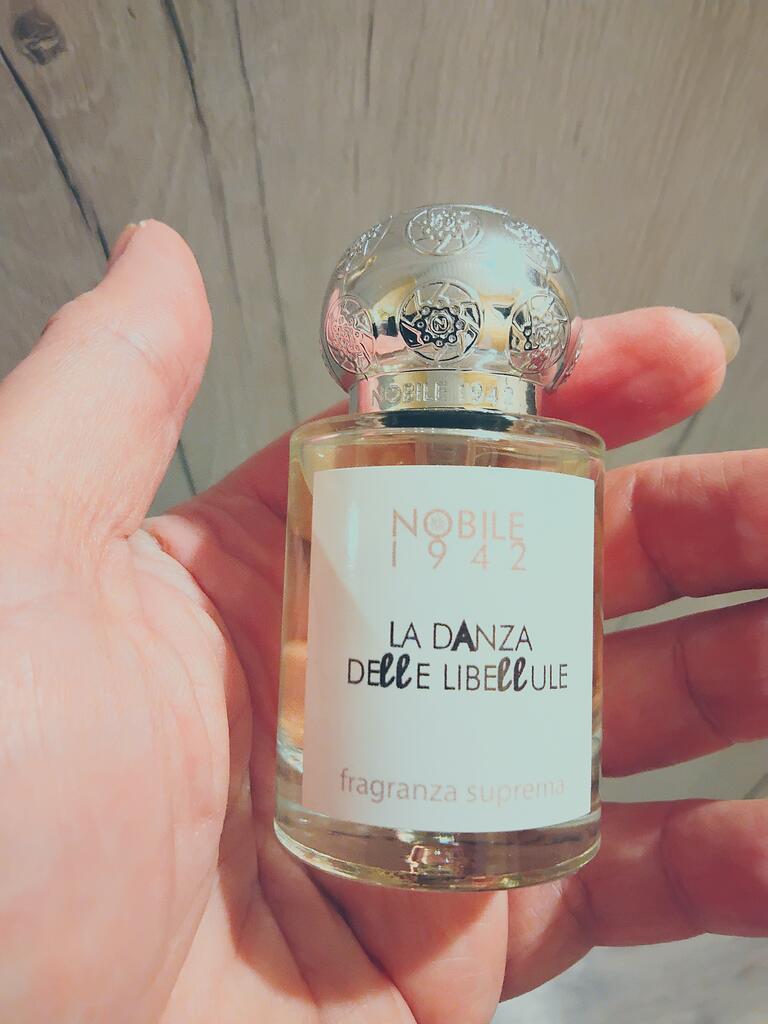 NOBILE 1942
NOBILE
1942
LA DANZA
DELLE LIBELLULE
fragranza suprema